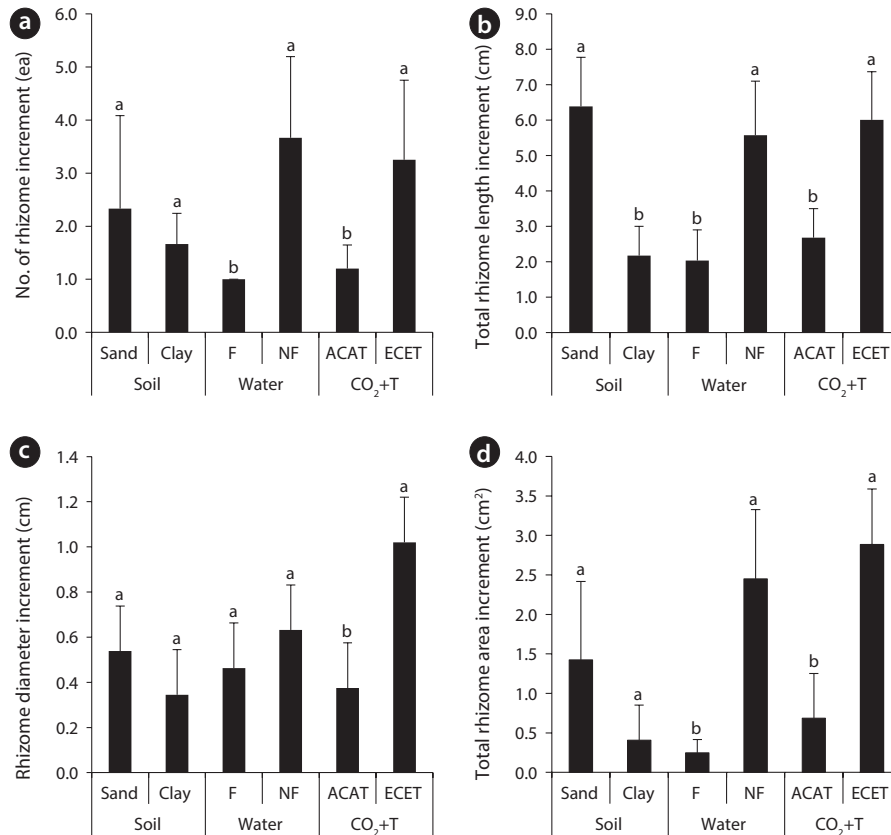 a
No. of rhizome increment (ea)
6.0
5.0
4.0
3.0
2.0
1.0
0.0
a
a
b
a
b
a
Sand
Clay
F
NF
ACAT
ECET
Soil
Water
CO₂+T
b
Total rhizome length increment (cm)
9.0
8.0
7.0
6.0
5.0
4.0
3.0
2.0
1.0
0.0
a
b
b
a
b
a
Sand
Clay
F
NF
ACAT
ECET
Soil
Water
CO₂+T
c
Rhizome diameter increment (cm)
1.4
1.2
1.0
0.8
0.6
0.4
0.2
0.0
a
a
a
a
b
a
Sand
Clay
F
NF
ACAT
ECET
Soil
Water
CO₂+T
d
Total rhizome area increment (cm²)
4.0
3.5
3.0
2.5
2.0
1.5
1.0
0.5
0.0
a
a
b
a
b
a
Sand
Clay
F
NF
ACAT
ECET
Soil
Water
CO₂+T